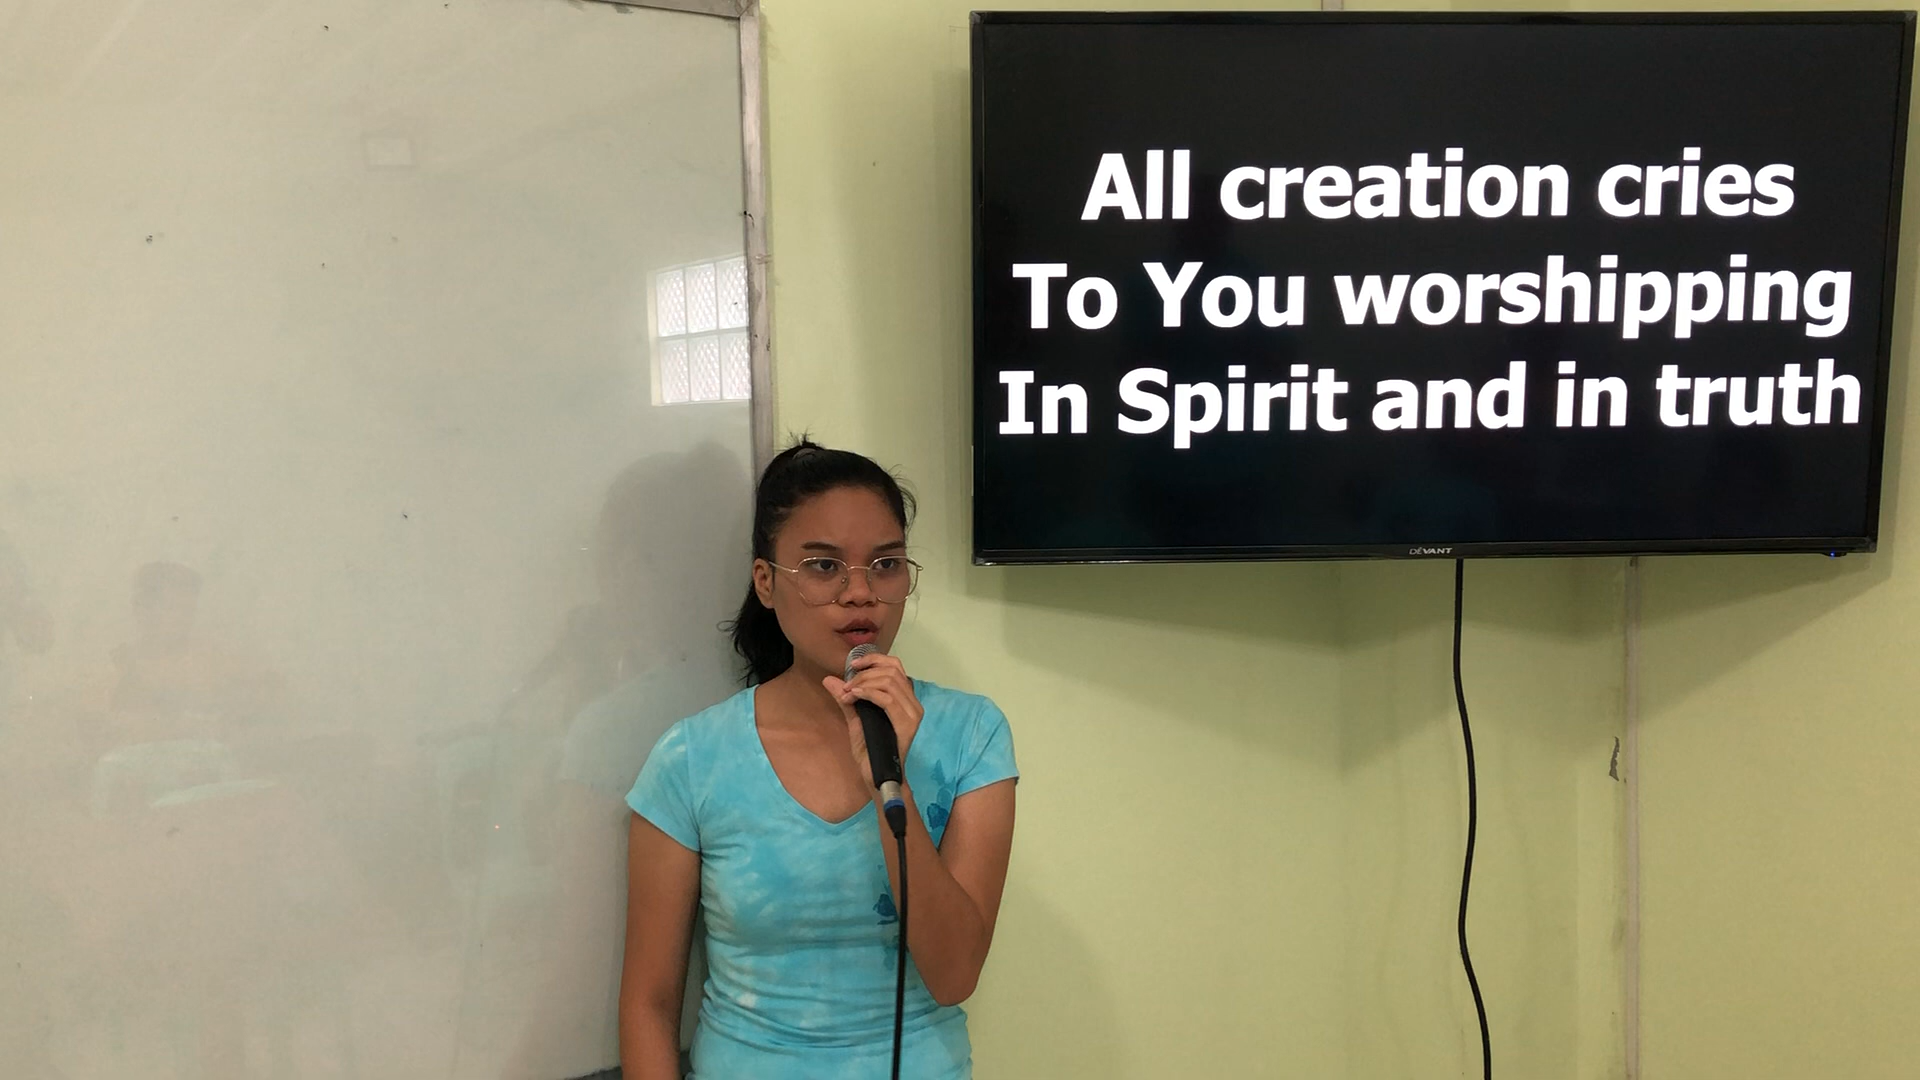 All creation cries
To You worshipping
In Spirit and in truth
DEVANT